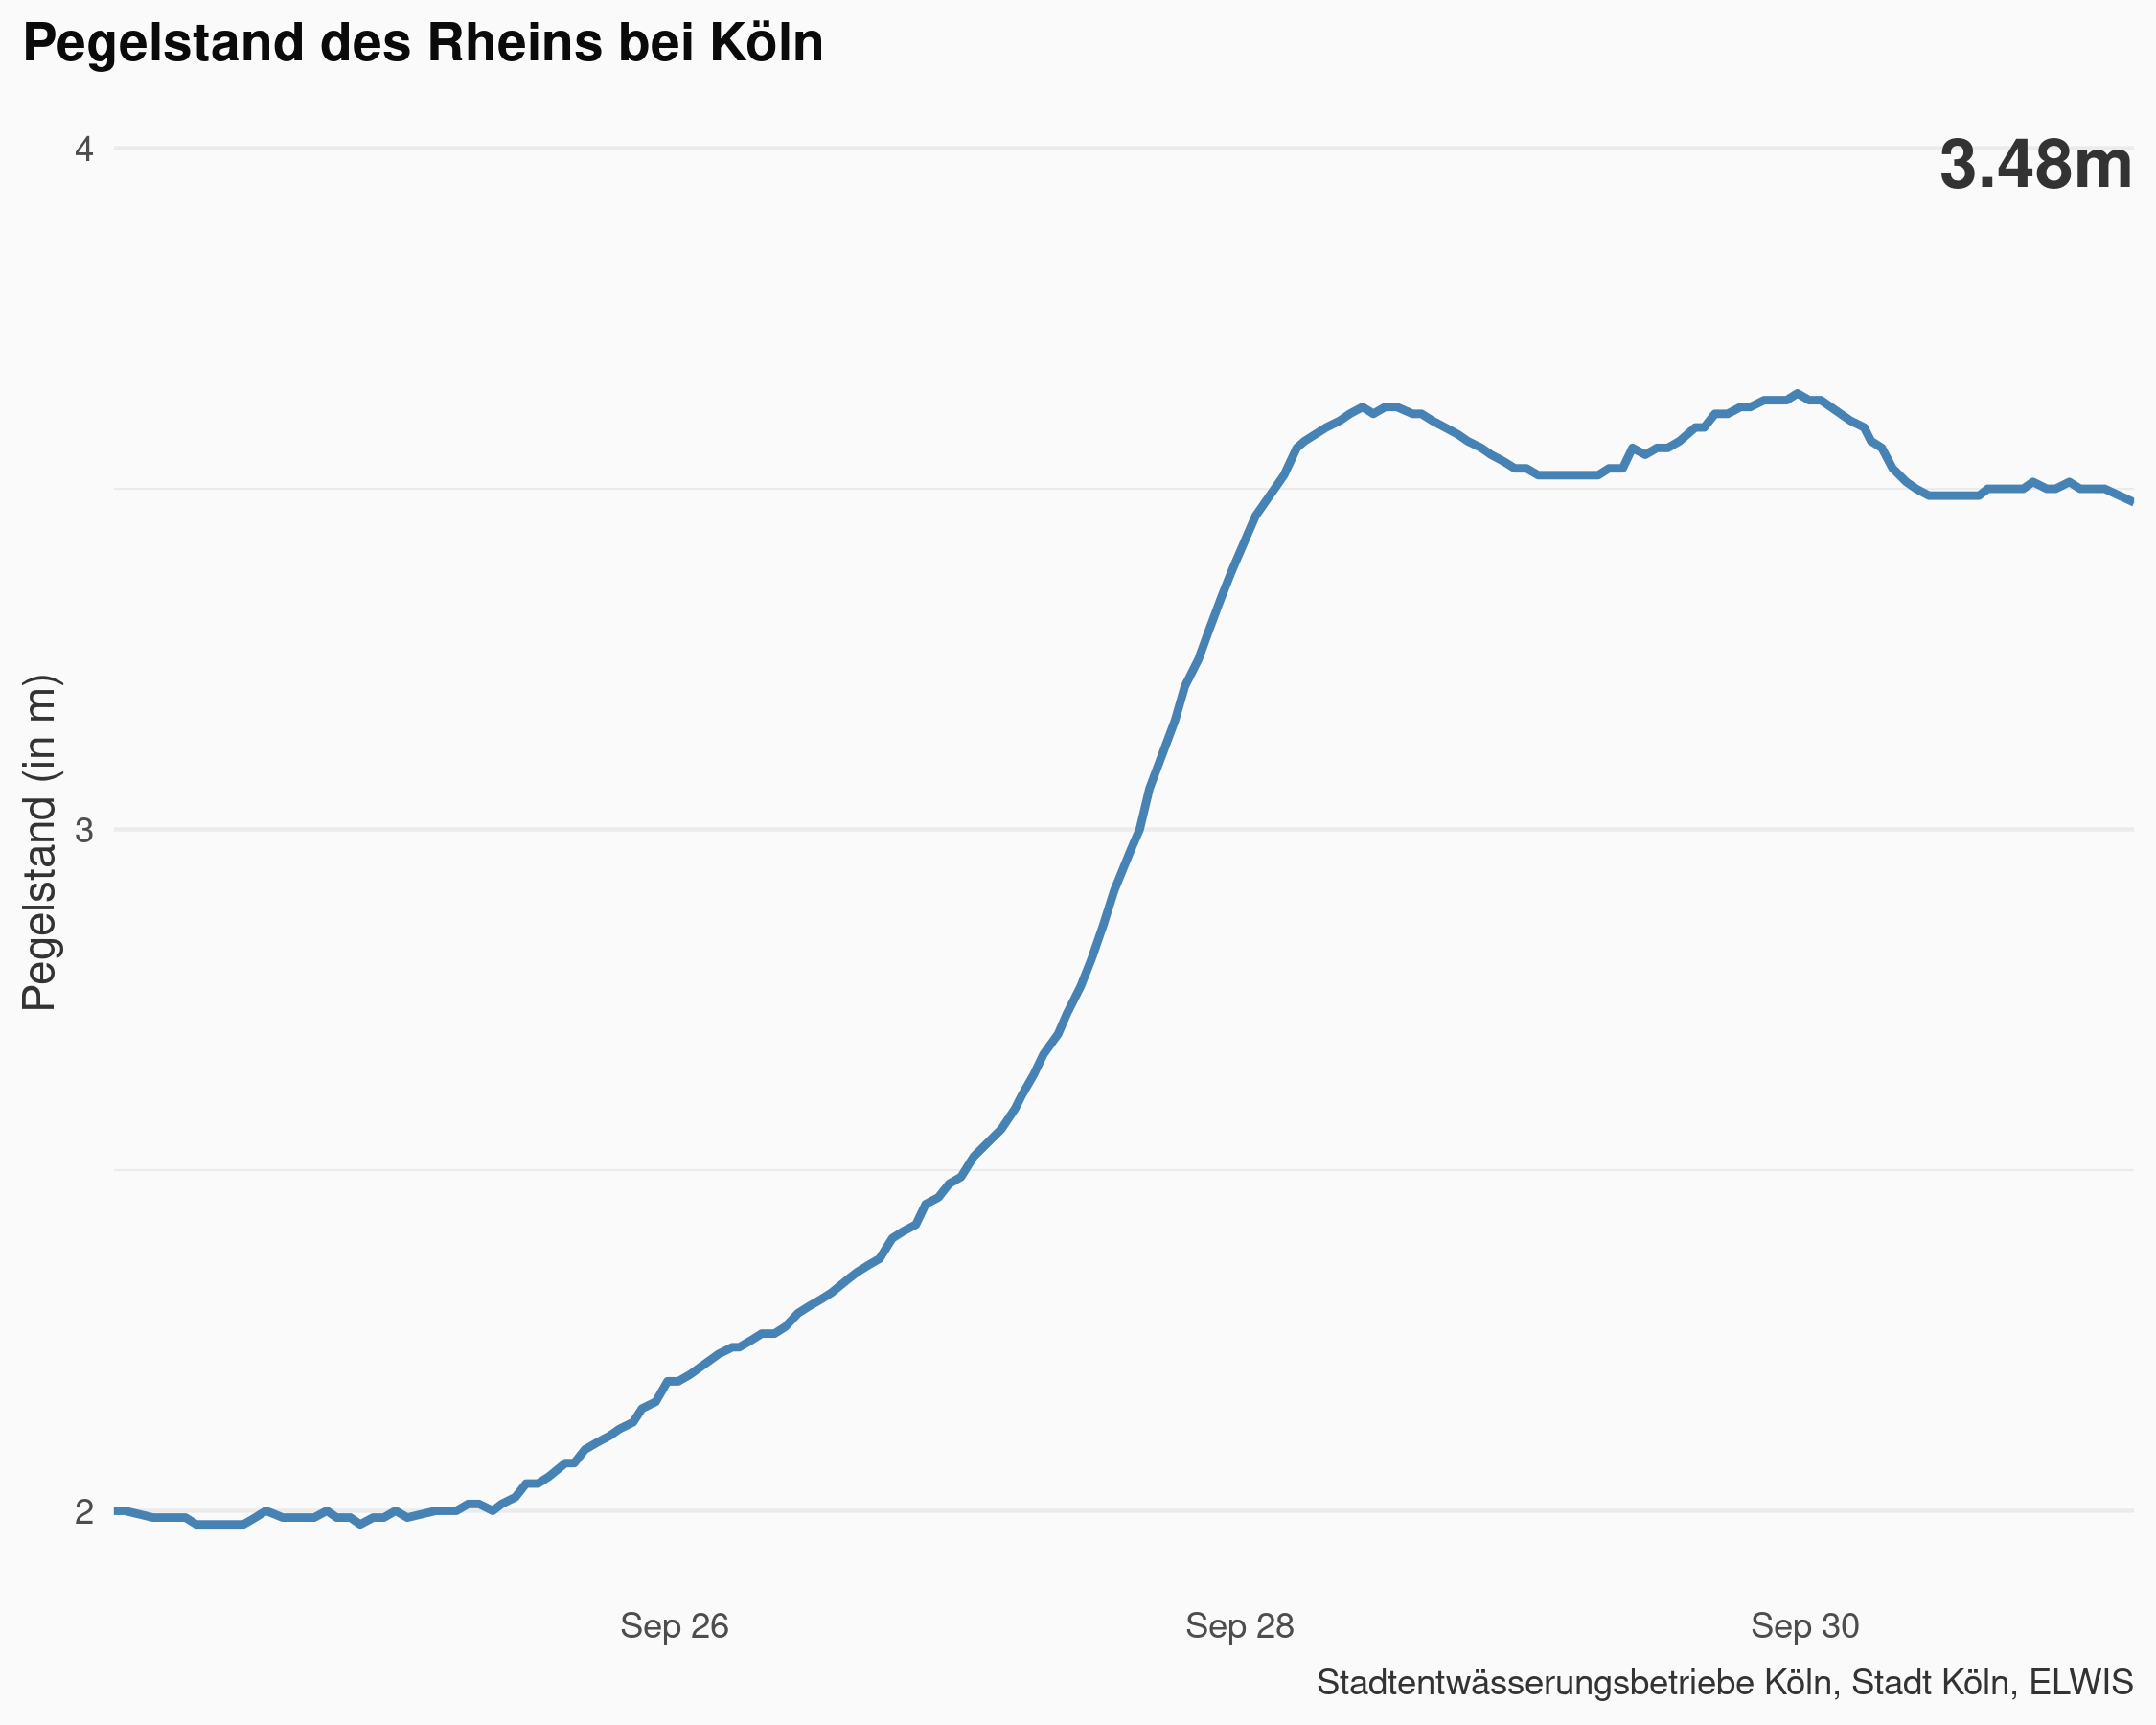 Pegelstand des Rheins bei Köln
4
3.48m
Pegelstand (in m)
3
2
Sep 26
Sep 28
Sep 30
Stadtentwässerungsbetriebe Köln, Stadt Köln, ELWIS